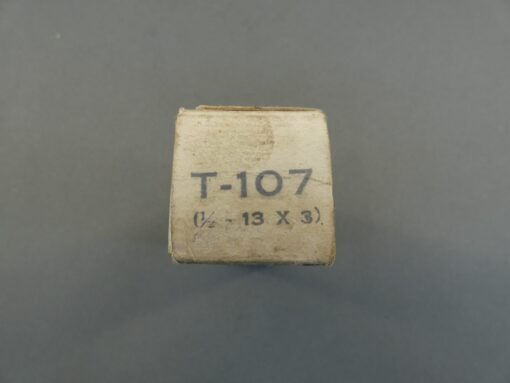 T-107
(½ - 13 X 3)